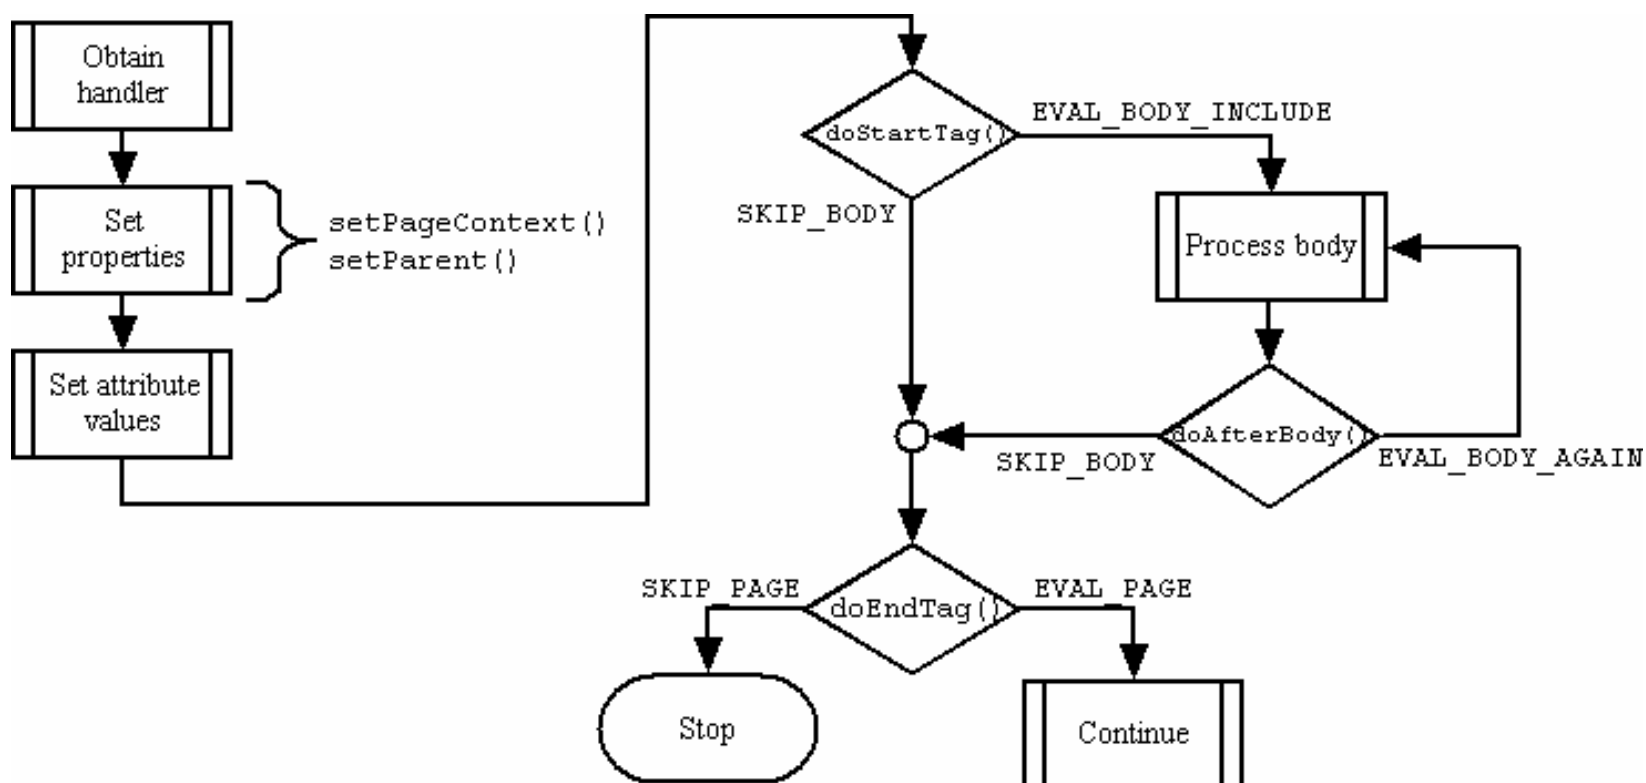 Obtain
handler
Set
properties
setPageContext()
setParent()
Set attribute
values
doStartTag()
EVAL_BODY_INCLUDE
SKIP_BODY
Process body
doAfterBody()
SKIP_BODY
EVAL_BODY_AGAIN
doEndTag()
SKIP_PAGE
EVAL_PAGE
Stop
Continue